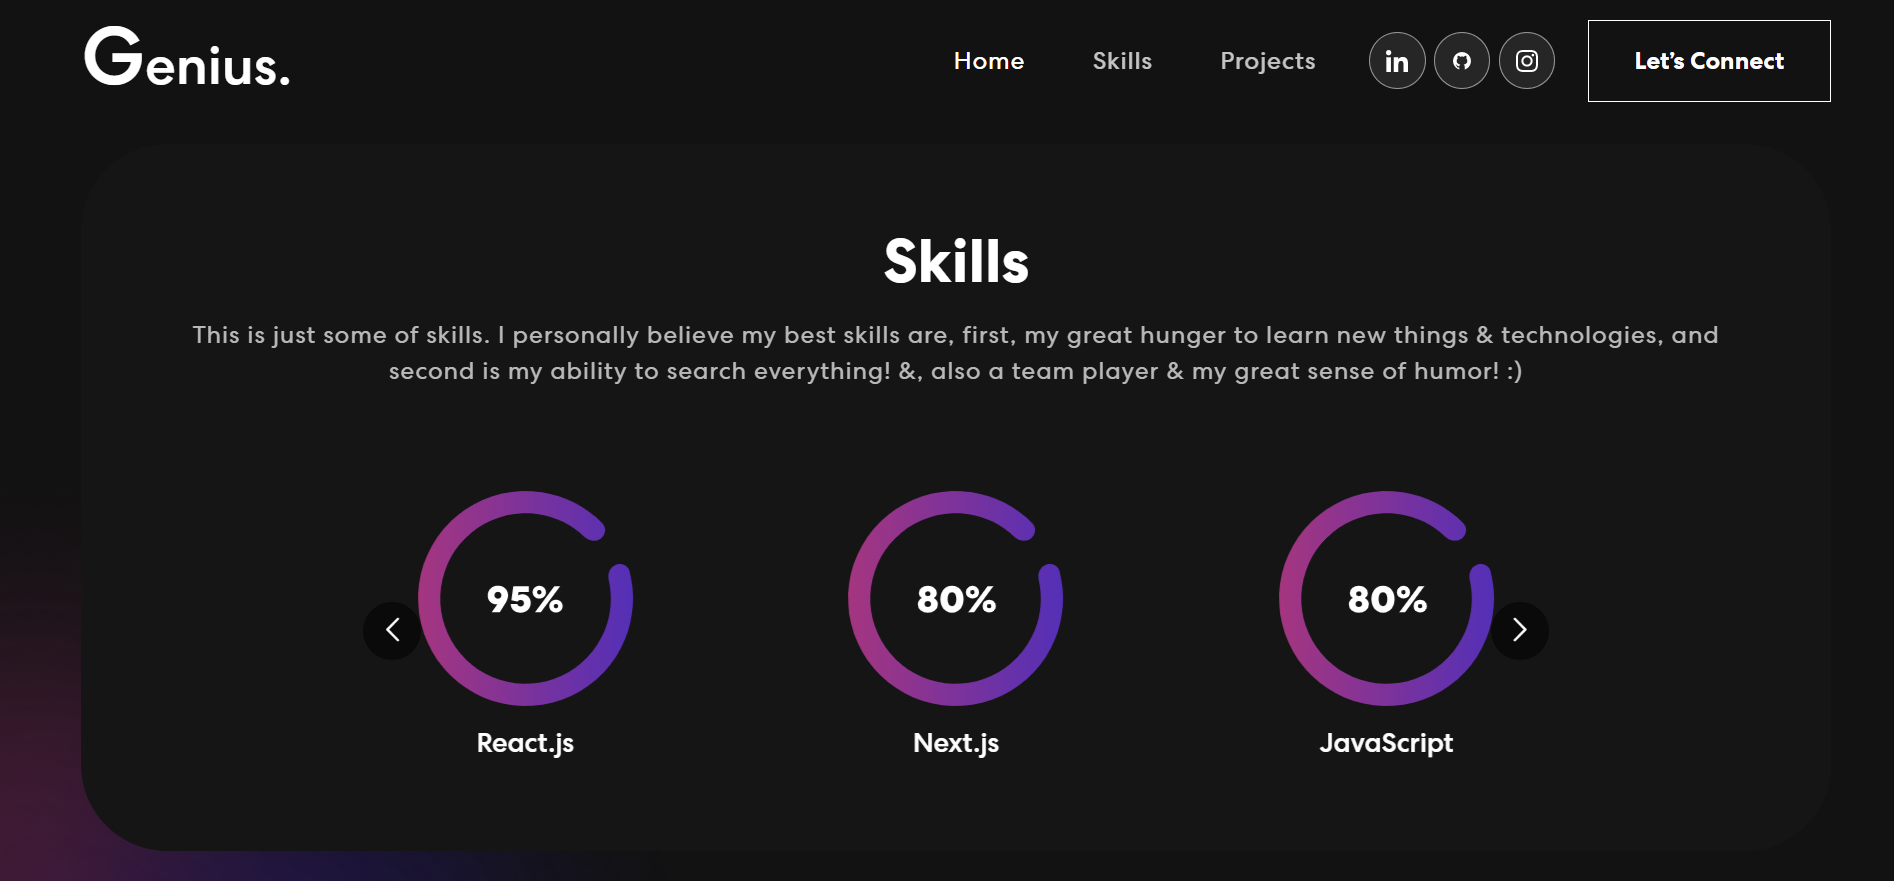 Genius.
Home
Skills
Projects
Let's Connect
Skills
This is just some of skills. I personally believe my best skills are, first, my great hunger to learn new things & technologies, and
second is my ability to search everything! &, also a team player & my great sense of humor! :)
95%
80%
80%
React.js
Next.js
JavaScript